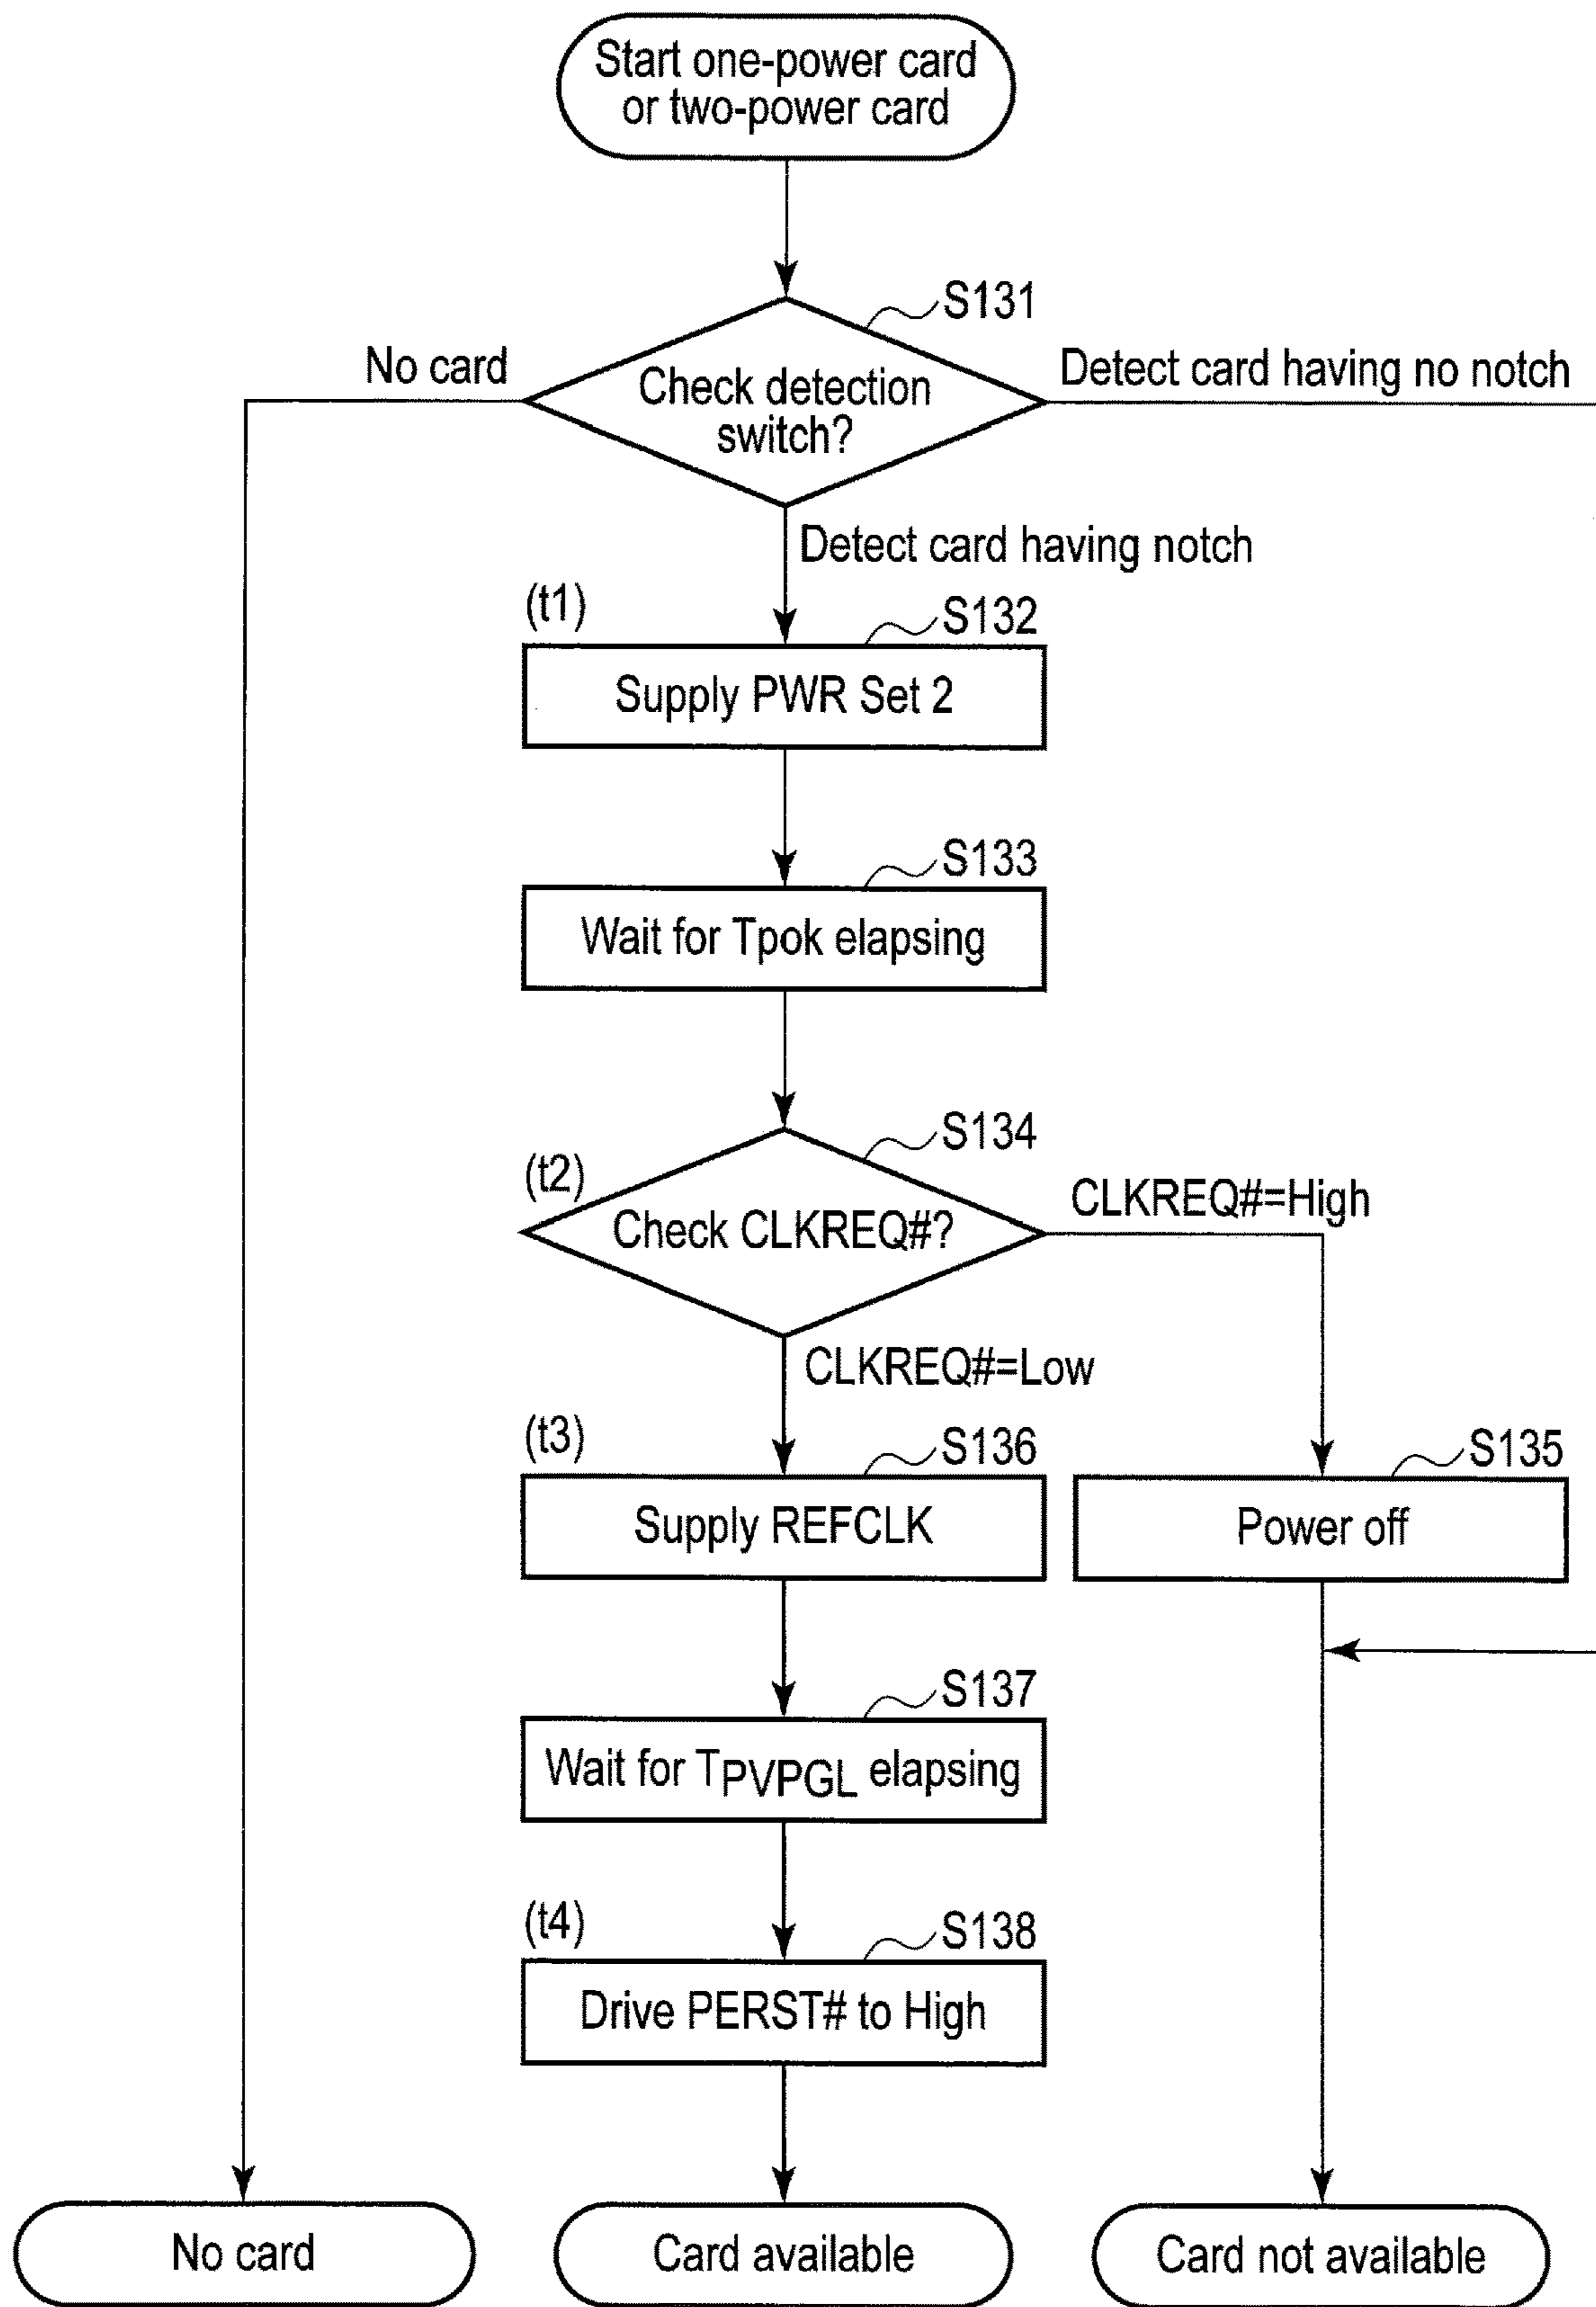 Start one-power card
or two-power card
S131
No card
Check detection
switch?
Detect card having no notch
Detect card having notch
(t1)
S132
Supply PWR Set 2
S133
Wait for Tpok elapsing
S134
(t2)
Check CLKREQ#?
CLKREQ#=High
CLKREQ#=Low
(t3)
S136
S135
Supply REFCLK
Power off
S137
Wait for TPVPGL elapsing
(t4)
S138
Drive PERST# to High
No card
Card available
Card not available